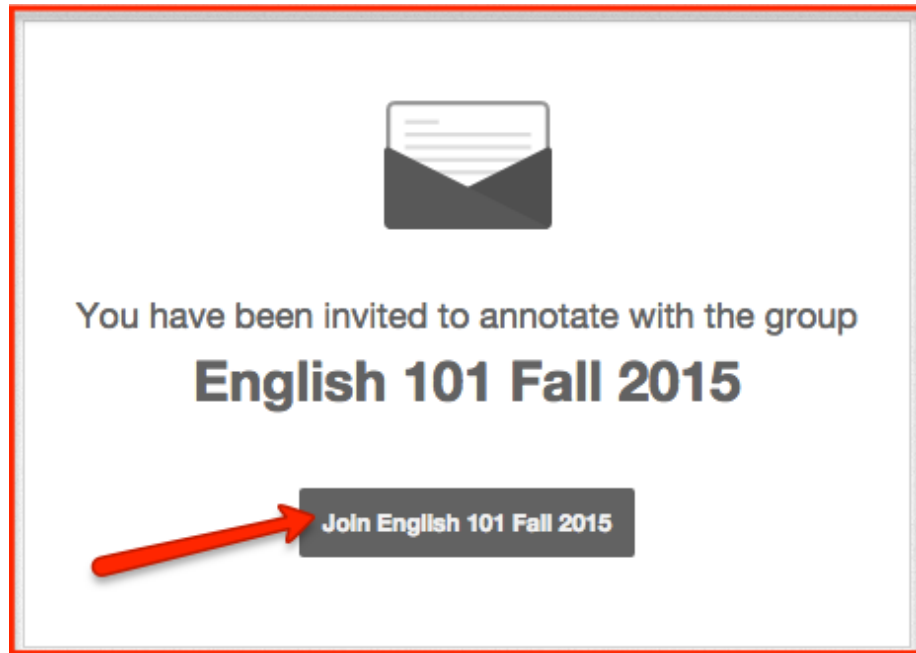 You have been invited to annotate with the group
English 101 Fall 2015
Join English 101 Fall 2015